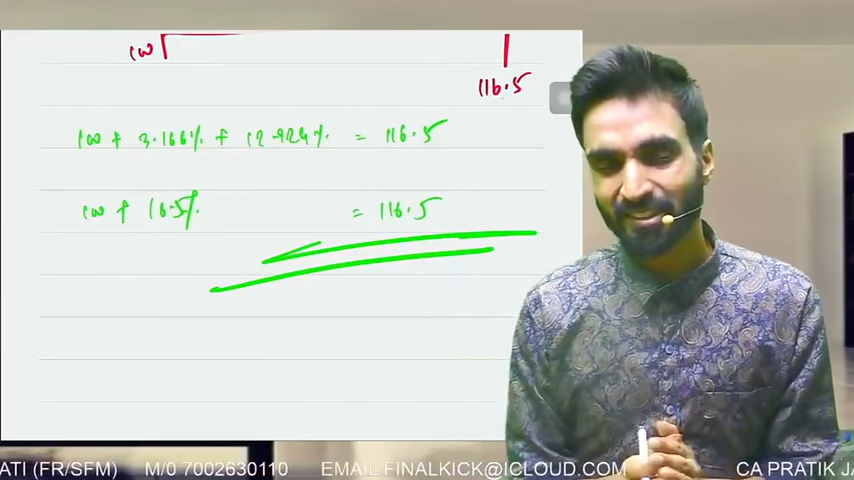 100
116.5
100 + 3.166% + 12.924% = 116.5
100 + 16.5% = 116.5
ATI (FR/SFM) M/0 7002630110 EMAIL FINALKICK@ICLOUD.COM CA PRATIK JA